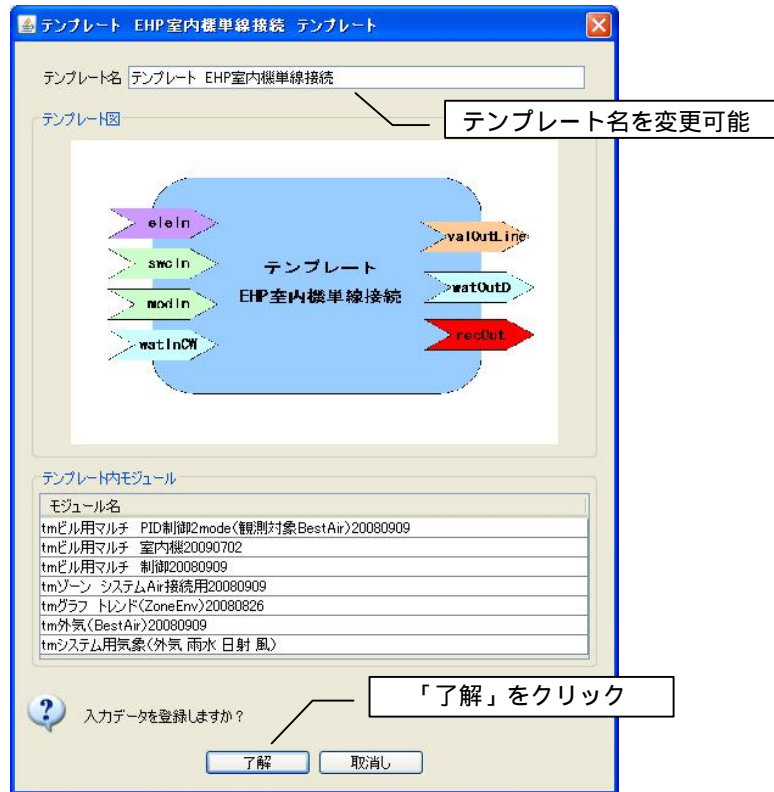 テンプレート EHP室内機単線接続 テンプレート
テンプレート名 テンプレート EHP室内機単線接続
テンプレート名を変更可能
テンプレート図
eleIn
swcIn
modIn
watInCW
テンプレート
EHP室内機単線接続
valOutLine
watOutD
recOut
テンプレート内モジュール
モジュール名
tmビル用マルチ PID制御2mode(観測対象BestAir)20080909
tmビル用マルチ 室内機20090702
tmビル用マルチ 制御20080909
tmゾーン システムAir接続用20080909
tmグラフ トレンド(ZoneEnv)20080826
tm外気(BestAir)20080909
tmシステム用気象(外気 雨水 日射 風)
「了解」をクリック
入力データを登録しますか？
了解 取消し